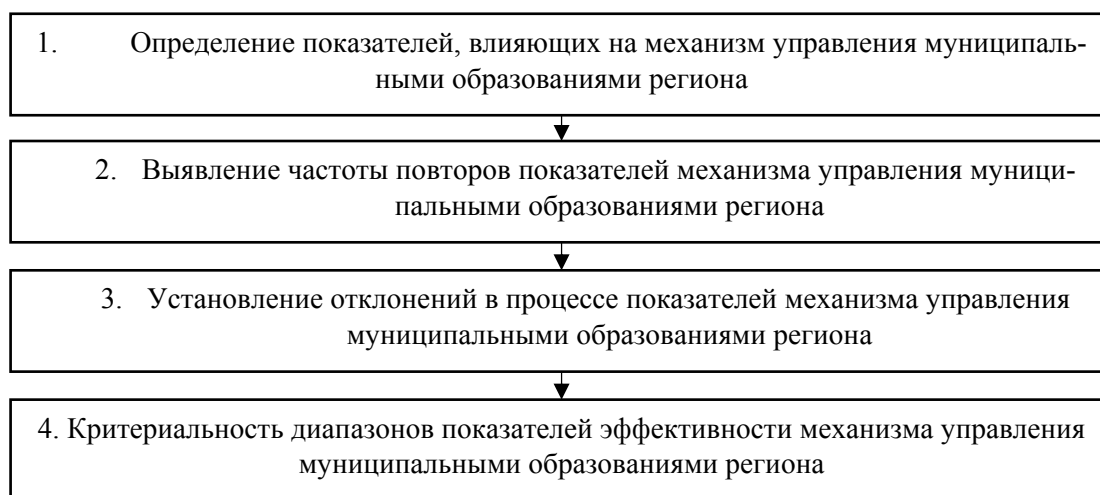 1. Определение показателей, влияющих на механизм управления муниципаль-
ными образованиями региона
2. Выявление частоты повторов показателей механизма управления муници-
пальными образованиями региона
3. Установление отклонений в процессе показателей механизма управления
муниципальными образованиями региона
4. Критериальность диапазонов показателей эффективности механизма управления
муниципальными образованиями региона